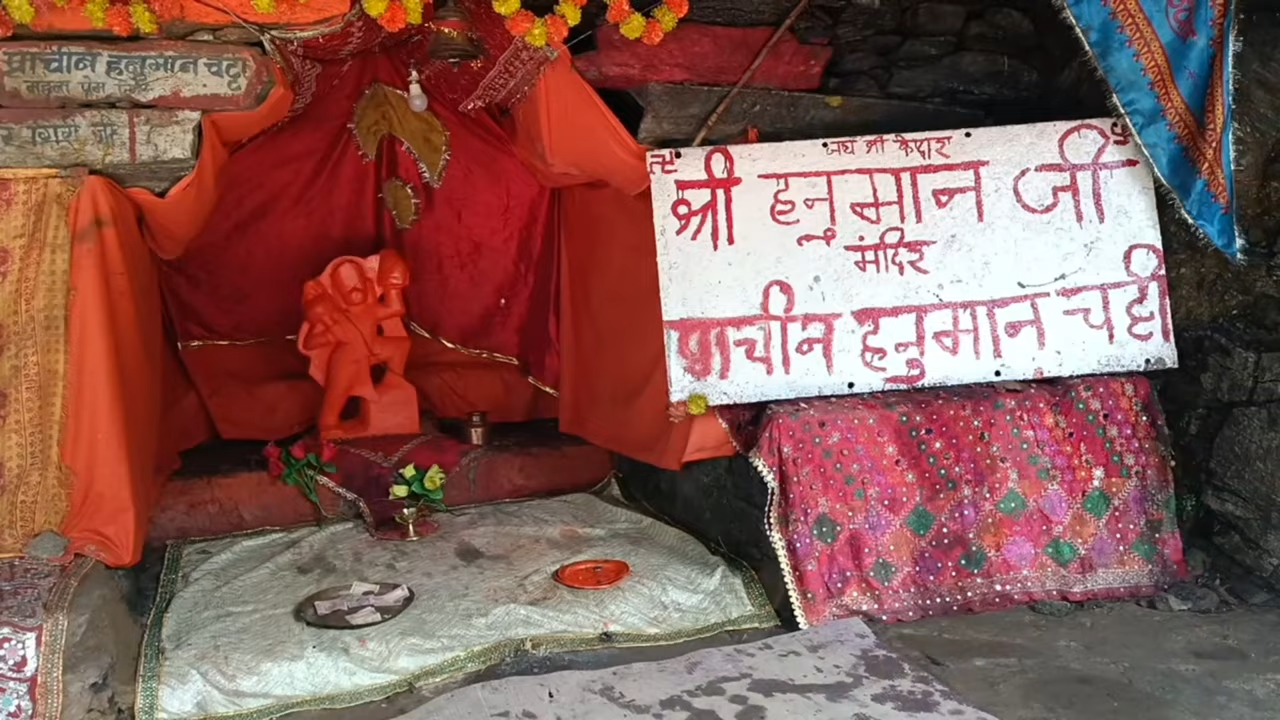 प्राचीन हनुमान चट्टी
जय श्री केदार
श्री हनुमान जी
मंदिर
प्राचीन हनुमान चट्टी